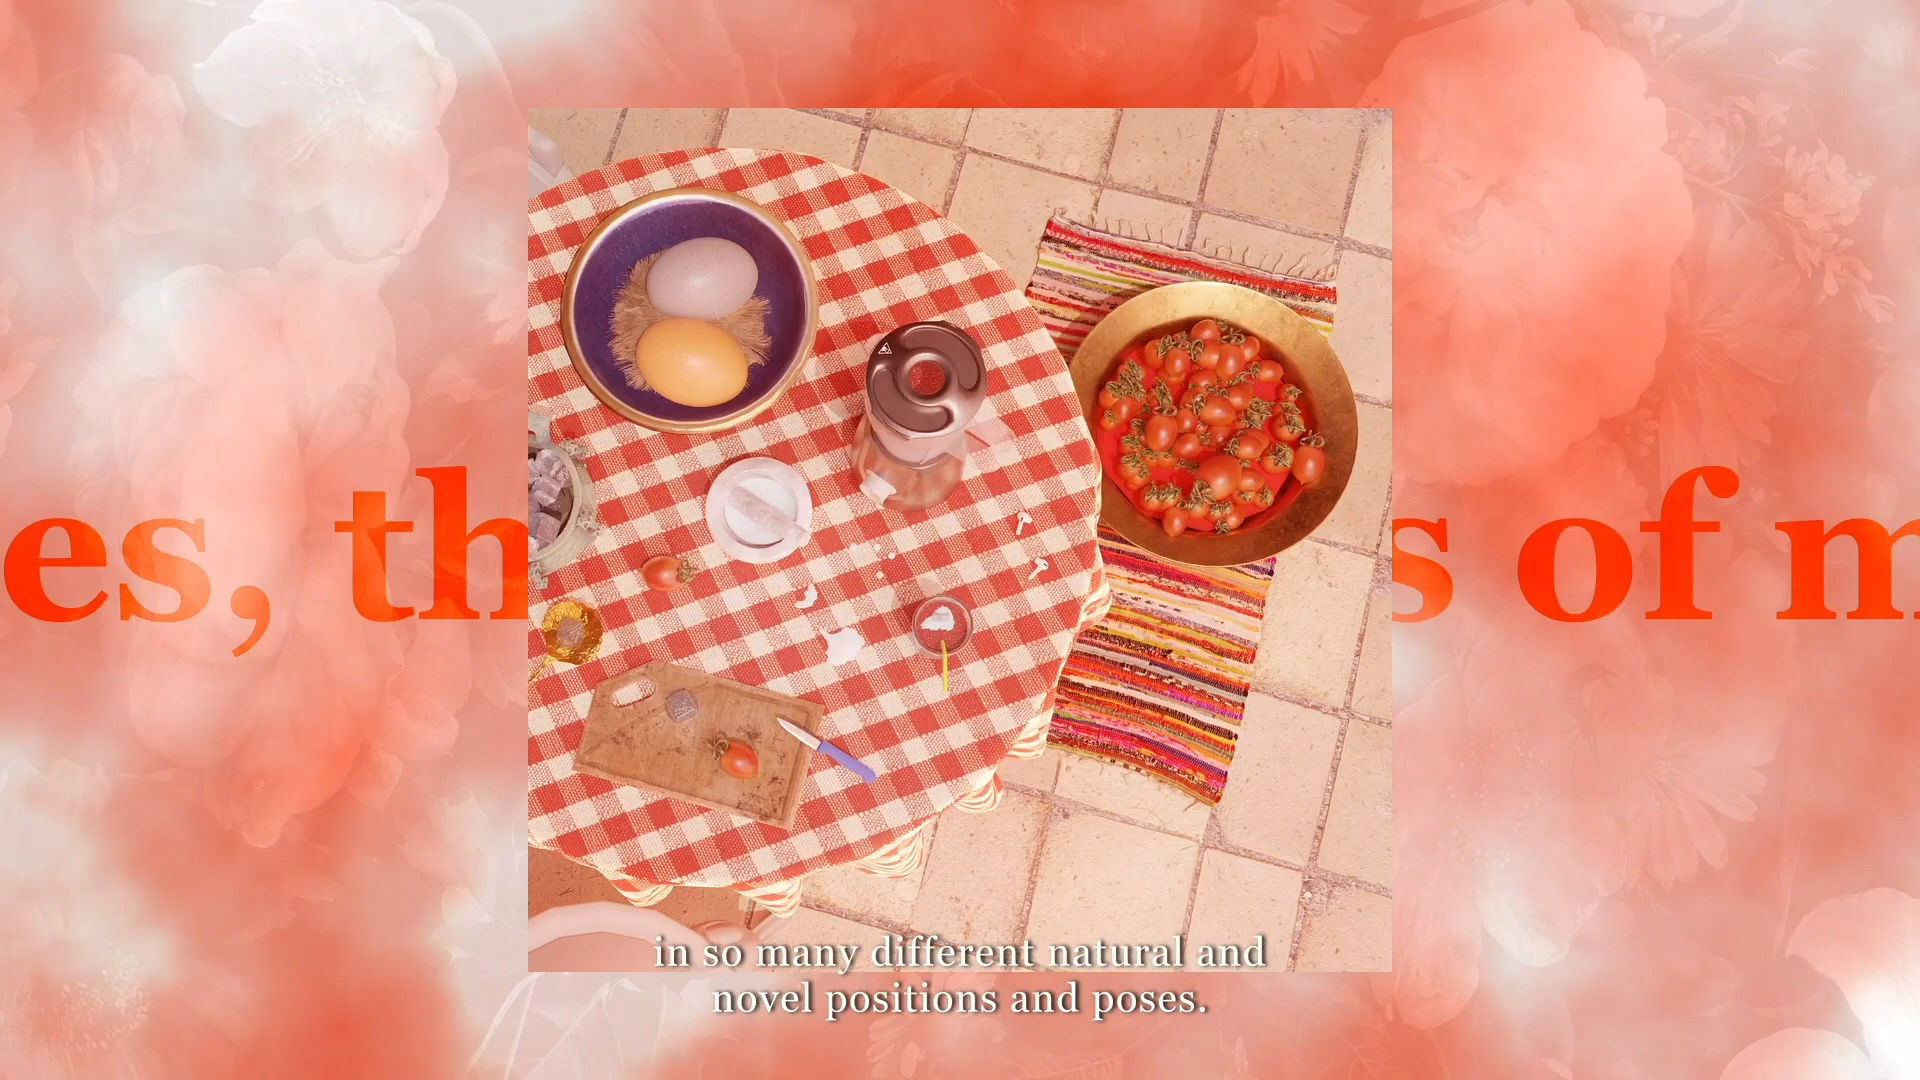 es, th s of m
in so many different natural and
novel positions and poses.